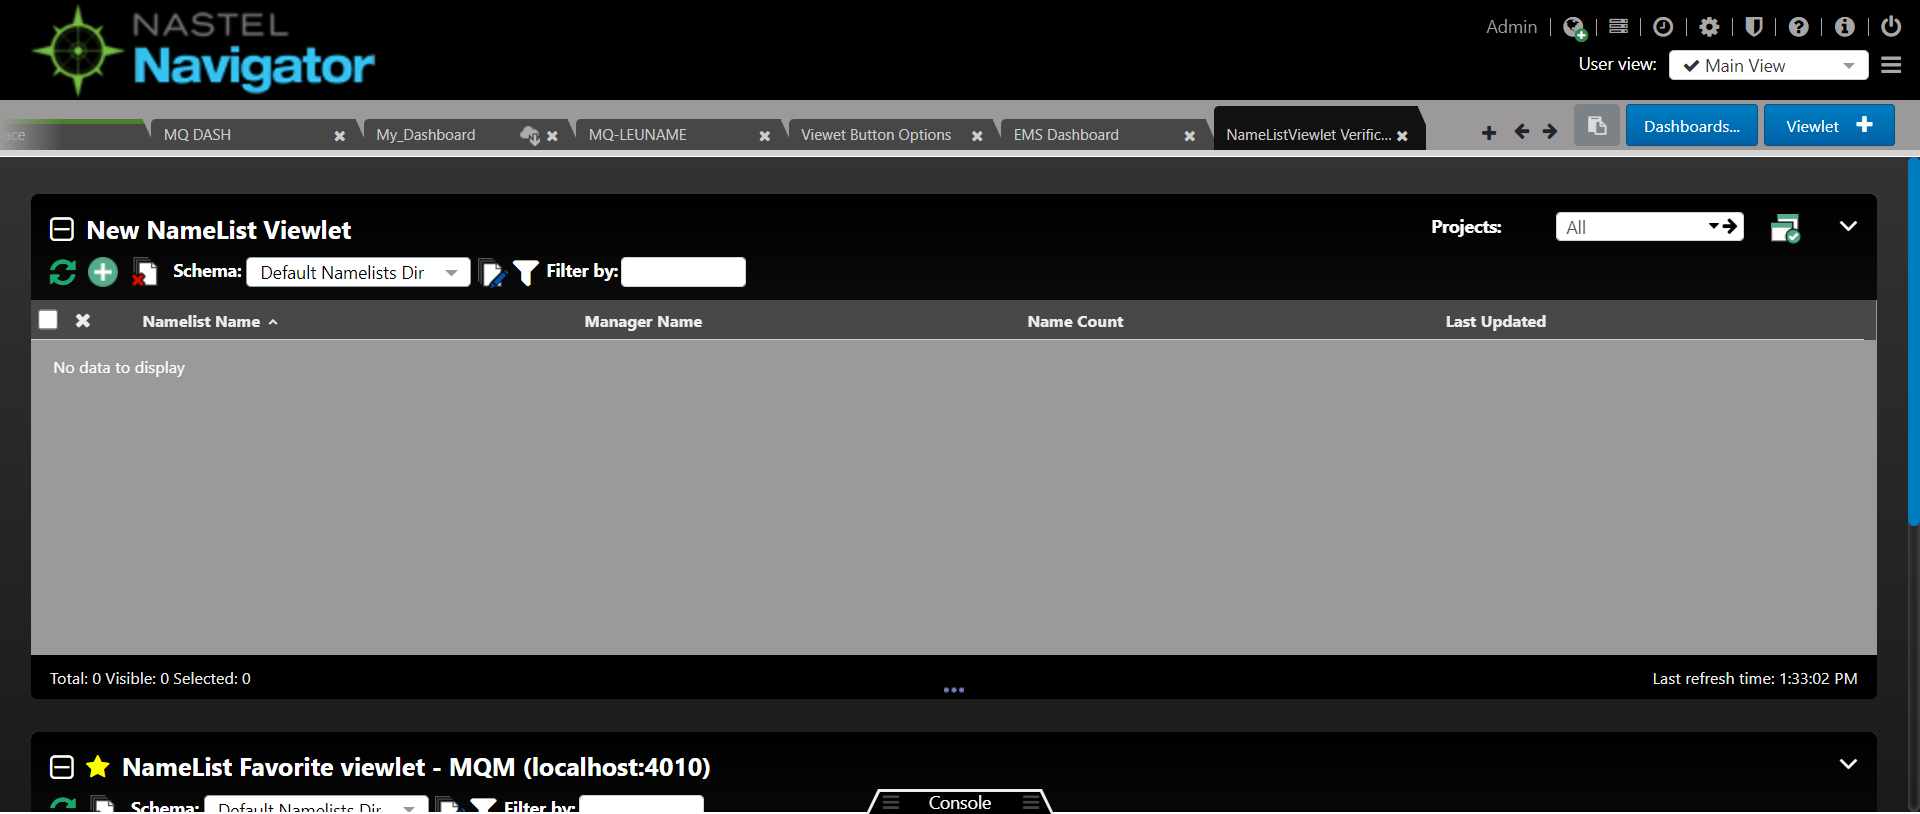 NASTEL
Navigator
Admin
User view: Main View
ace
MQ DASH
My_Dashboard
MQ-LEUNAME
Viewet Button Options
EMS Dashboard
NameListViewlet Verific...
Dashboards...
Viewlet
New NameList Viewlet
Projects: All
Schema: Default Namelists Dir Filter by:
Namelist Name Manager Name Name Count Last Updated
No data to display
Total: 0 Visible: 0 Selected: 0
Last refresh time: 1:33:02 PM
NameList Favorite viewlet - MQM (localhost:4010)
Schema: Default Namelists Dir Filter by:
Console